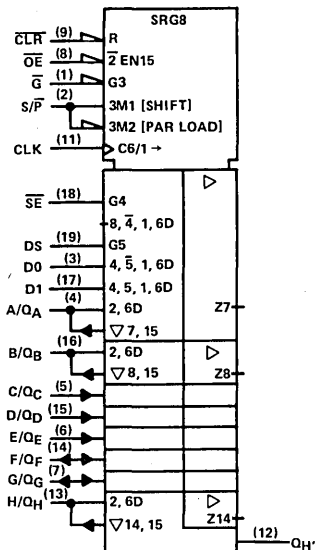 SRG8
CLR (9) R
OE (8) 2 EN15
G (1) G3
S/P (2) 3M1 [SHIFT]
3M2 [PAR LOAD]
CLK (11) C6/1 →
SE (18) G4
8, 4, 1, 6D
DS (19) G5
D0 (3) 4, 5, 1, 6D
D1 (17) 4, 5, 1, 6D
A/QA (4) 2, 6D Z7
▽ 7, 15
B/QB (16) 2, 6D
▽ 8, 15 Z8
C/QC (5)
D/QD (15)
E/QE (6)
F/QF (14)
G/QG (7)
H/QH (13) 2, 6D
▽ 14, 15 Z14
(12) QH'